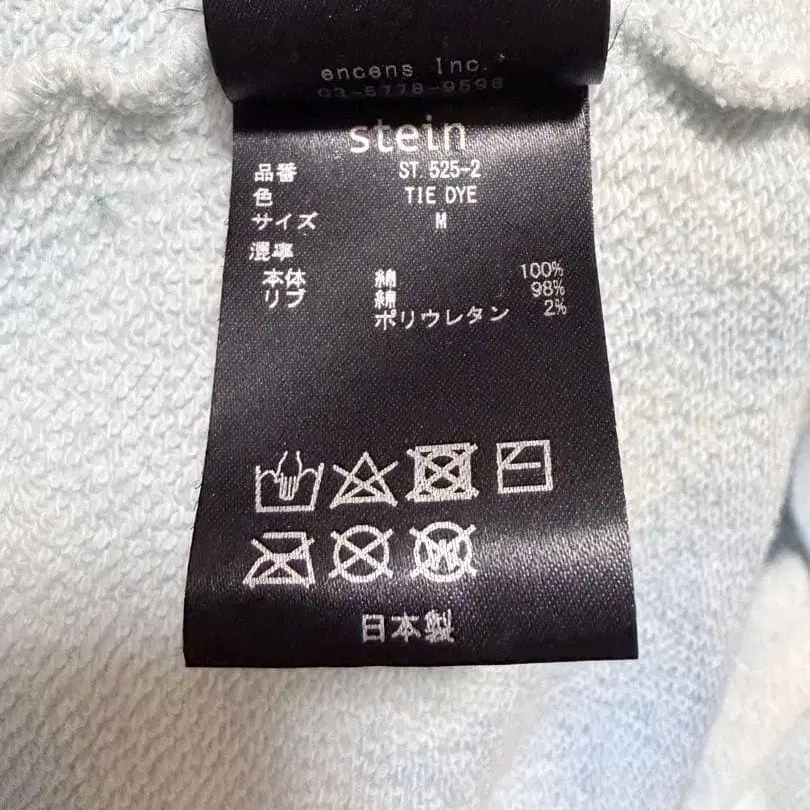 encens Inc.
03-5778-9596
stein
品番 ST.525-2
色 TIE DYE
サイズ M
混率
本体 綿 100%
リブ 綿 98%
ポリウレタン 2%
日本製